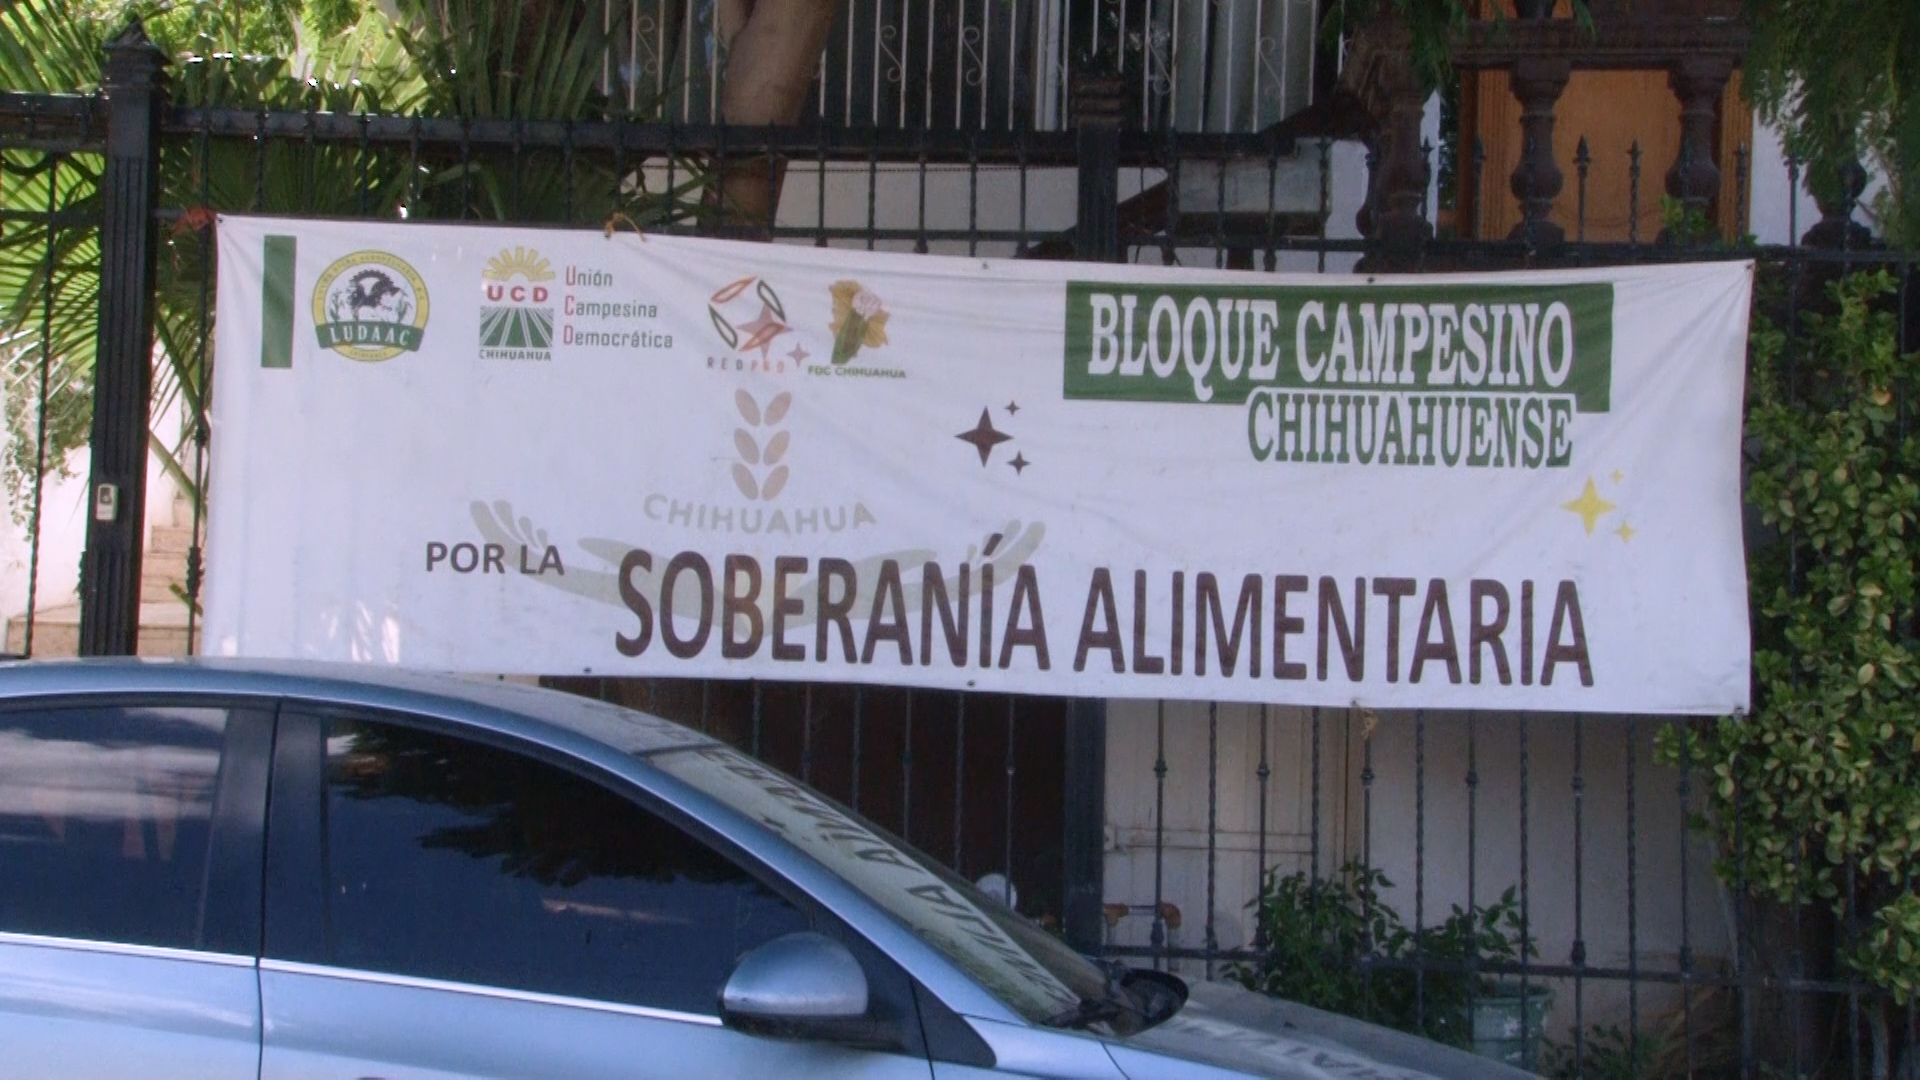 LUDAAC
UCD
CHIHUAHUA
Unión
Campesina
Democrática
REDPRO
FDC CHIHUAHUA
BLOQUE CAMPESINO
CHIHUAHUENSE
CHIHUAHUA
POR LA SOBERANÍA ALIMENTARIA